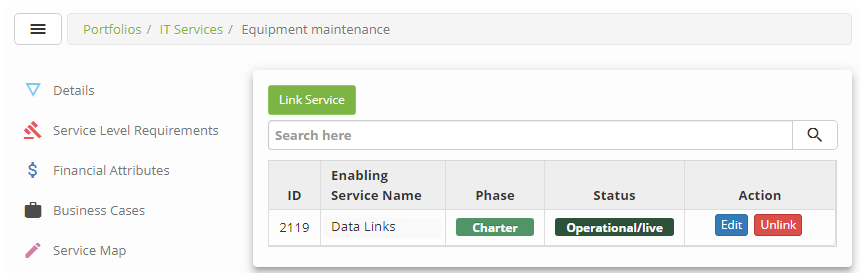 Portfolios / IT Services / Equipment maintenance
Details
Service Level Requirements
Financial Attributes
Business Cases
Service Map
Link Service
Search here
ID Enabling Service Name Phase Status Action
2119 Data Links Charter Operational/live Edit Unlink